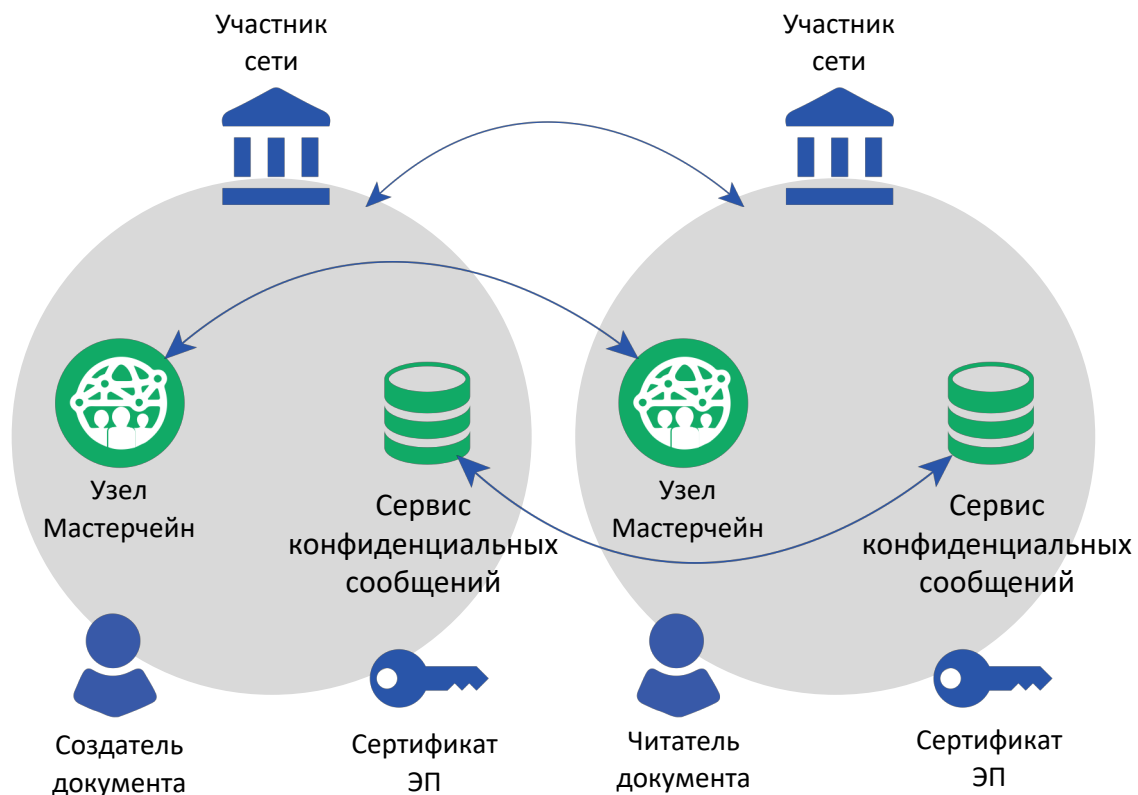 Участник
сети
Участник
сети
Узел
Мастерчейн
Сервис
конфиденциальных
сообщений
Узел
Мастерчейн
Сервис
конфиденциальных
сообщений
Создатель
документа
Сертификат
ЭП
Читатель
документа
Сертификат
ЭП